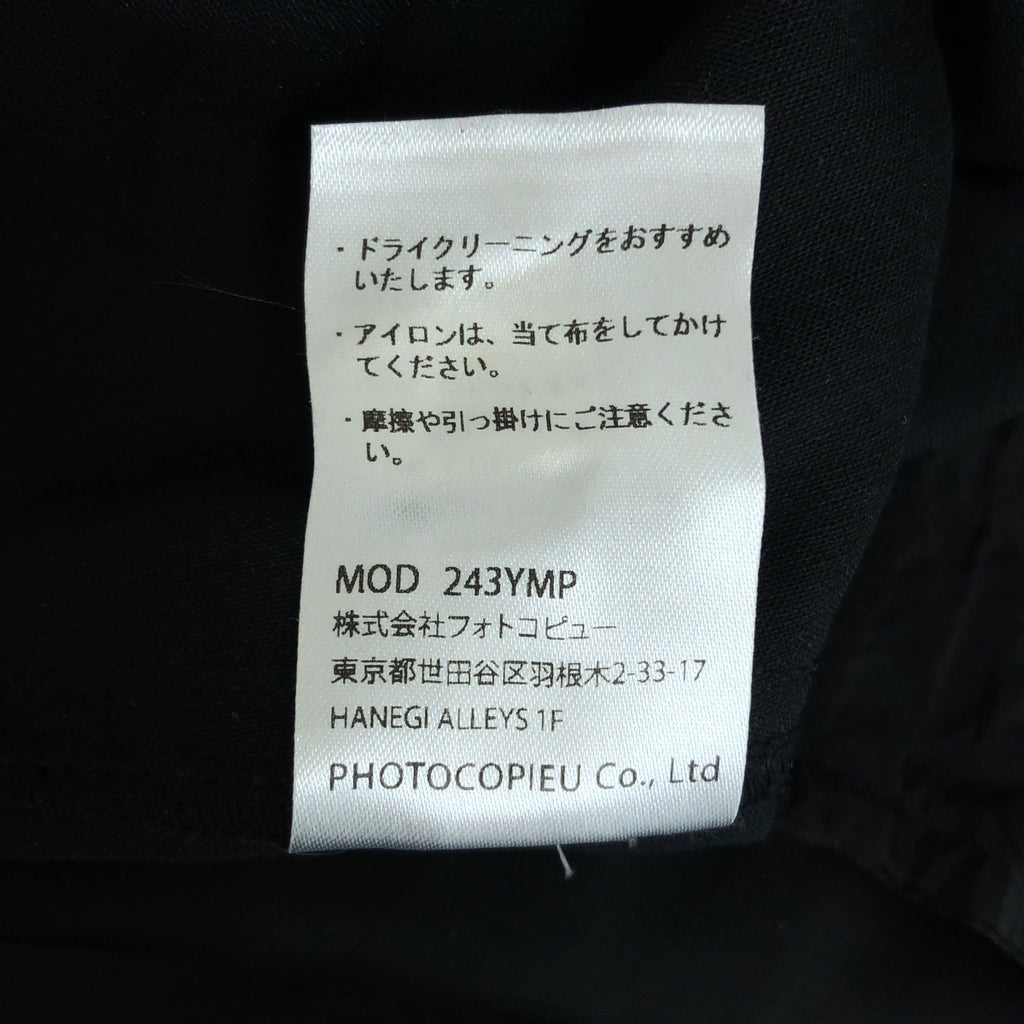 ・ドライクリーニングをおすすめ
いたします。
・アイロンは、当て布をしてかけ
てください。
・摩擦や引っ掛けにご注意くださ
い。
MOD 243YMP
株式会社フォトコピュー
東京都世田谷区羽根木2-33-17
HANEGI ALLEYS 1F
PHOTOCOPIEU Co., Ltd